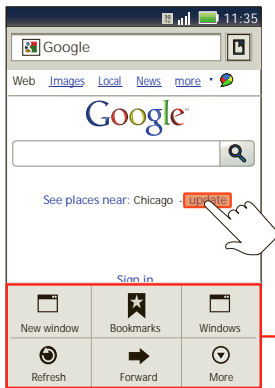 11:35
Google
Web Images Local News more
Google
See places near: Chicago - update
Sign in
New window Bookmarks Windows
Refresh Forward More